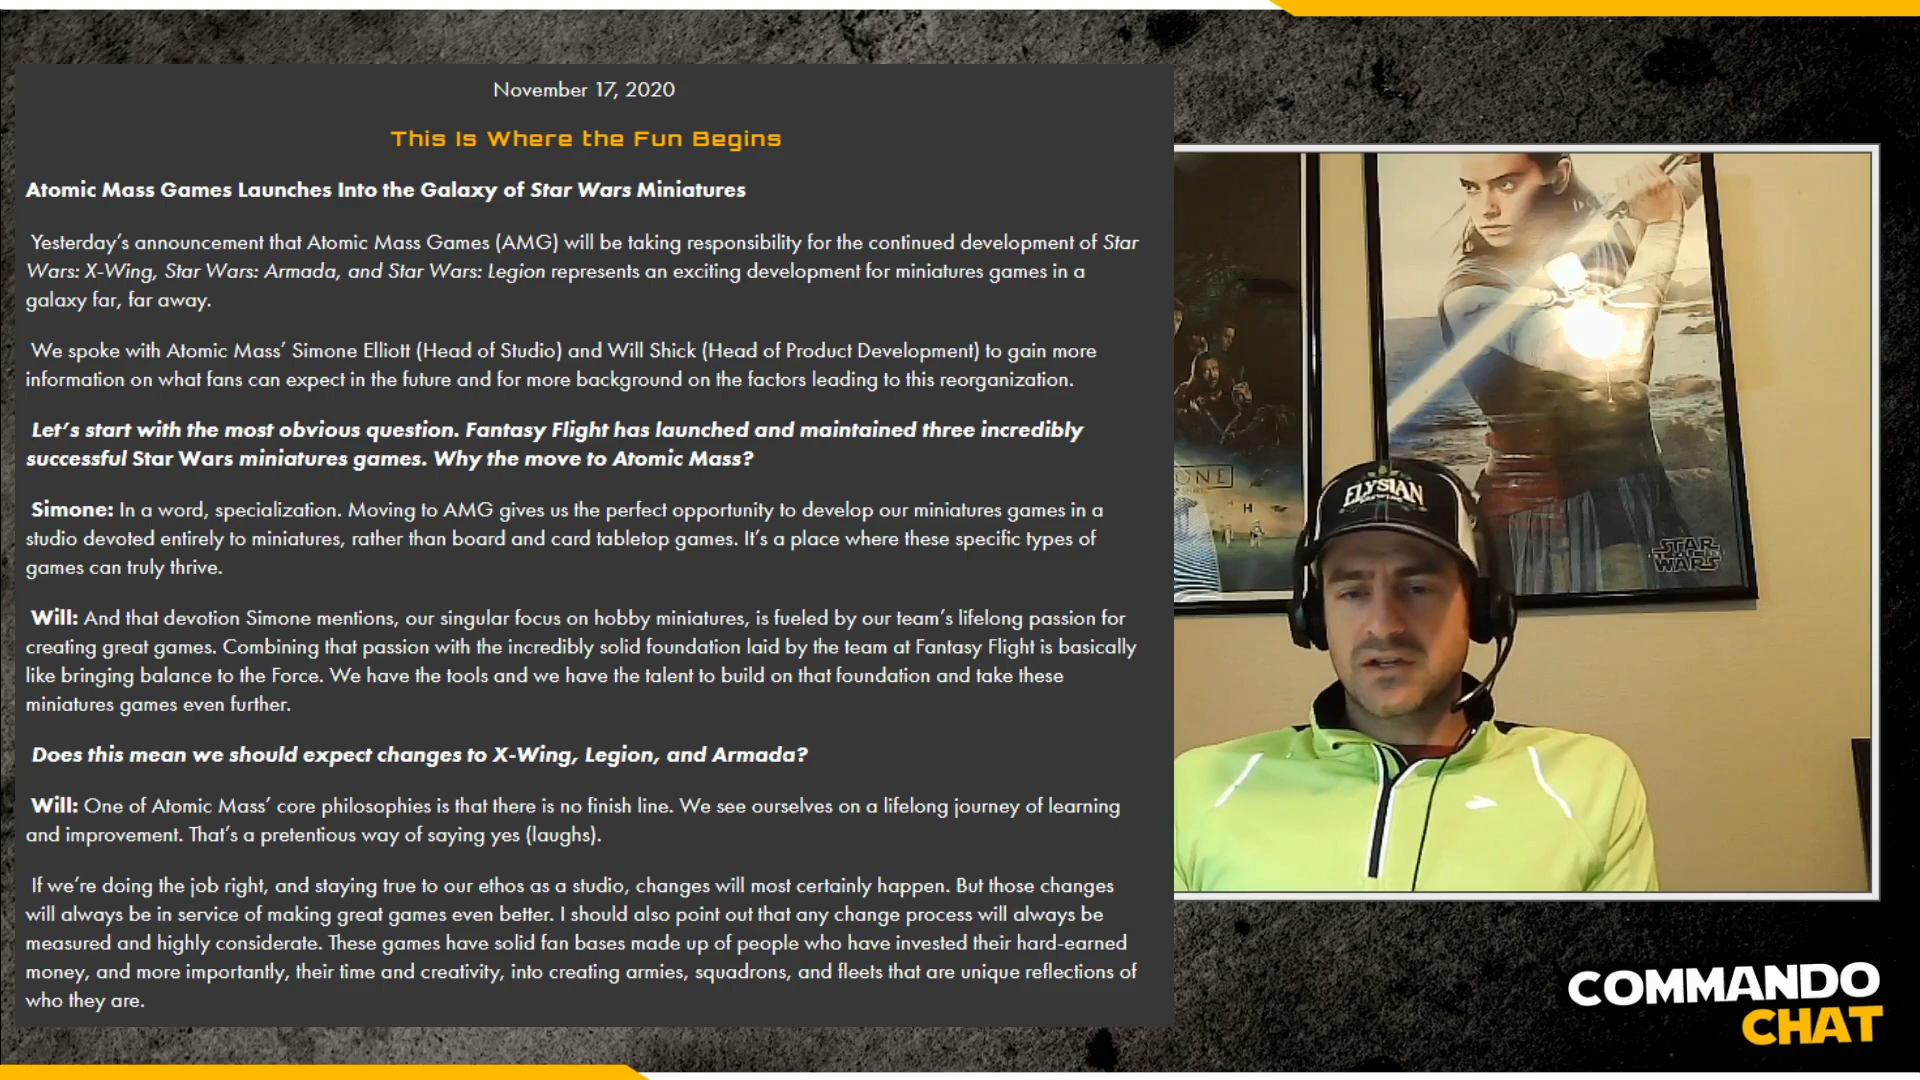 November 17, 2020
This Is Where the Fun Begins
Atomic Mass Games Launches Into the Galaxy of Star Wars Miniatures
Yesterday's announcement that Atomic Mass Games (AMG) will be taking responsibility for the continued development of Star
Wars: X-Wing, Star Wars: Armada, and Star Wars: Legion represents an exciting development for miniatures games in a
galaxy far, far away.
We spoke with Atomic Mass' Simone Elliott (Head of Studio) and Will Shick (Head of Product Development) to gain more
information on what fans can expect in the future and for more background on the factors leading to this reorganization.
Let's start with the most obvious question. Fantasy Flight has launched and maintained three incredibly
successful Star Wars miniatures games. Why the move to Atomic Mass?
Simone: In a word, specialization. Moving to AMG gives us the perfect opportunity to develop our miniatures games in a
studio devoted entirely to miniatures, rather than board and card tabletop games. It's a place where these specific types of
games can truly thrive.
Will: And that devotion Simone mentions, our singular focus on hobby miniatures, is fueled by our team's lifelong passion for
creating great games. Combining that passion with the incredibly solid foundation laid by the team at Fantasy Flight is basically
like bringing balance to the Force. We have the tools and we have the talent to build on that foundation and take these
miniatures games even further.
Does this mean we should expect changes to X-Wing, Legion, and Armada?
Will: One of Atomic Mass' core philosophies is that there is no finish line. We see ourselves on a lifelong journey of learning
and improvement. That's a pretentious way of saying yes (laughs).
If we're doing the job right, and staying true to our ethos as a studio, changes will most certainly happen. But those changes
will always be in service of making great games even better. I should also point out that any change process will always be
measured and highly considerate. These games have solid fan bases made up of people who have invested their hard-earned
money, and more importantly, their time and creativity, into creating armies, squadrons, and fleets that are unique reflections of
who they are.
ONE
STAR
WARS
ELYSIAN
COMMANDO
CHAT